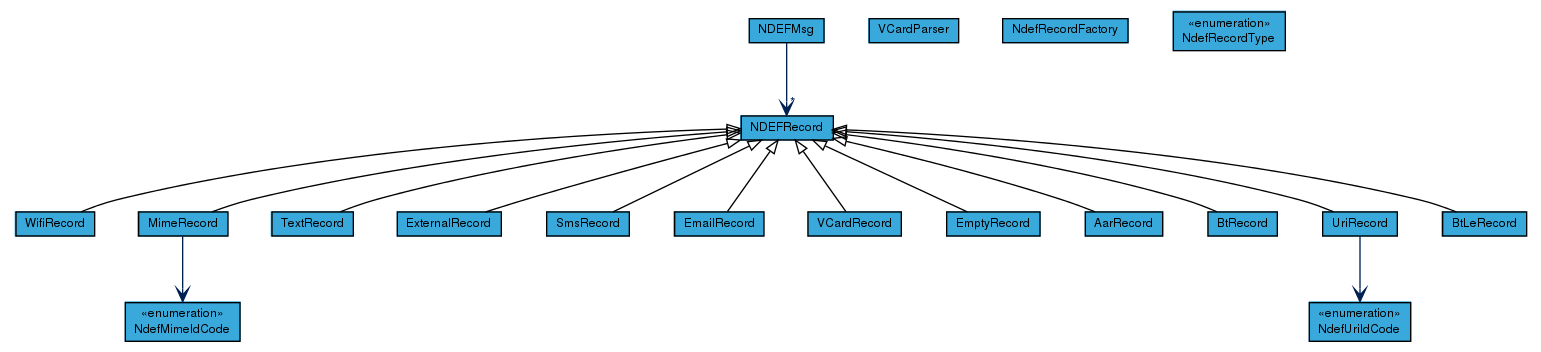 NDEFMsg
VCardParser
NdefRecordFactory
«enumeration»
NdefRecordType
*
NDEFRecord
WifiRecord
MimeRecord
TextRecord
ExternalRecord
SmsRecord
EmailRecord
VCardRecord
EmptyRecord
AarRecord
BtRecord
UriRecord
BtLeRecord
«enumeration»
NdefMimeIdCode
«enumeration»
NdefUriIdCode